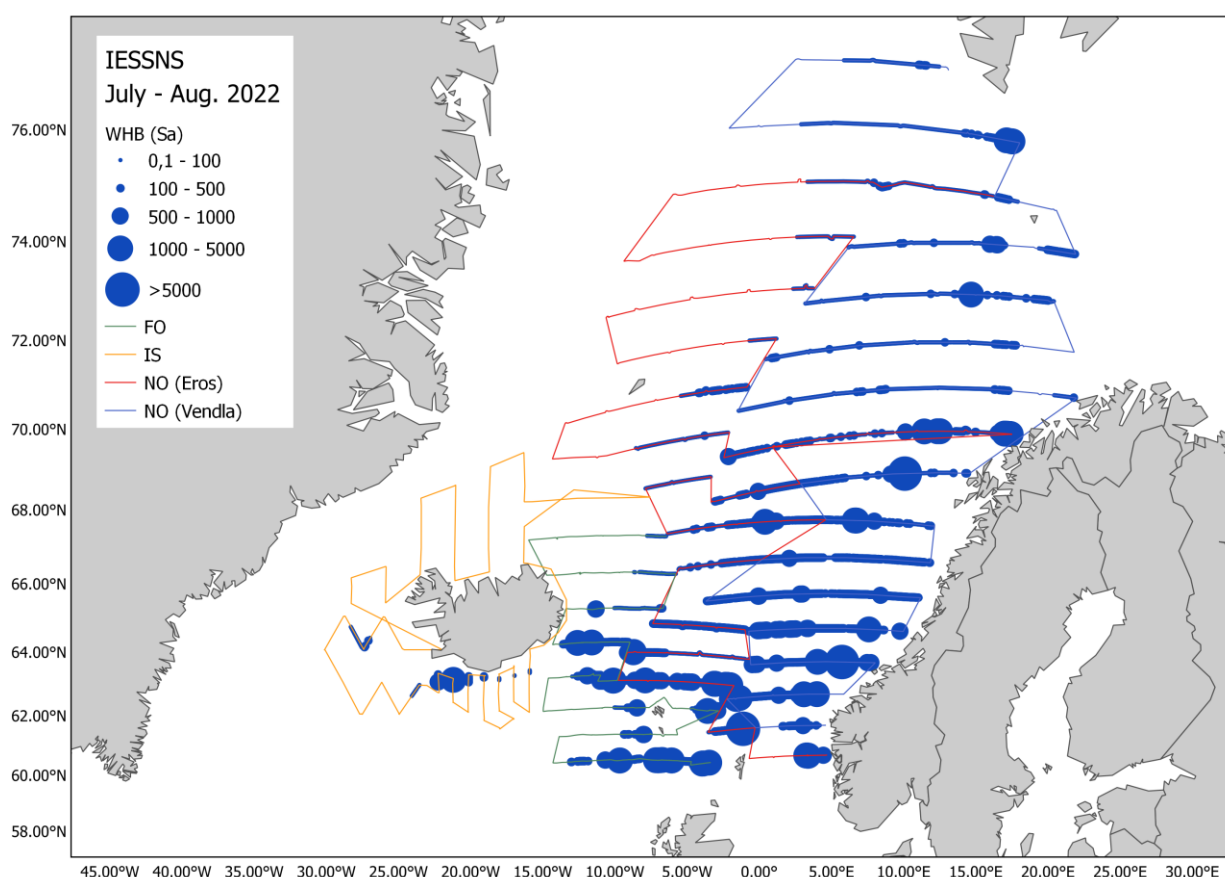 IESSNS
July - Aug. 2022
WHB (Sa)
0,1 - 100
100 - 500
500 - 1000
1000 - 5000
>5000
FO
IS
NO (Eros)
NO (Vendla)
76.00°N
74.00°N
72.00°N
70.00°N
68.00°N
66.00°N
64.00°N
62.00°N
60.00°N
58.00°N
45.00°W 40.00°W 35.00°W 30.00°W 25.00°W 20.00°W 15.00°W 10.00°W 5.00°W 0.00° 5.00°E 10.00°E 15.00°E 20.00°E 25.00°E 30.00°E